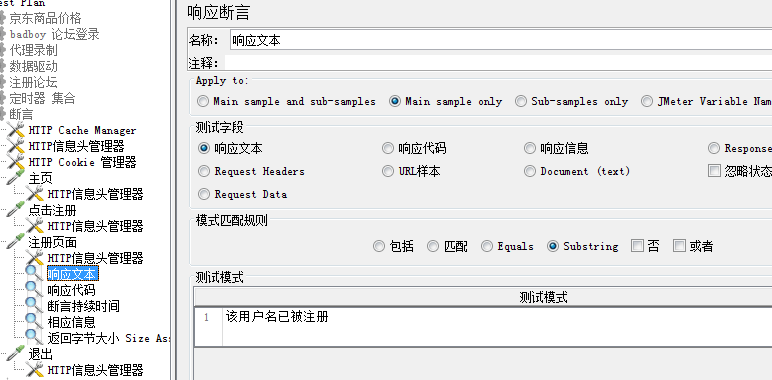 est Plan
京东商品价格
badboy 论坛登录
代理录制
数据驱动
注册论坛
定时器 集合
断言
HTTP Cache Manager
HTTP信息头管理器
HTTP Cookie 管理器
主页
HTTP信息头管理器
点击注册
HTTP信息头管理器
注册页面
HTTP信息头管理器
响应文本
响应代码
断言持续时间
相应信息
返回字节大小 Size Ass
退出
HTTP信息头管理器
响应断言
名称: 响应文本
注释:
Apply to:
Main sample and sub-samples Main sample only Sub-samples only JMeter Variable Nam
测试字段
响应文本 响应代码 响应信息 Response
Request Headers URL样本 Document (text) 忽略状态
Request Data
模式匹配规则
包括 匹配 Equals Substring 否 或者
测试模式
测试模式
1 该用户名已被注册